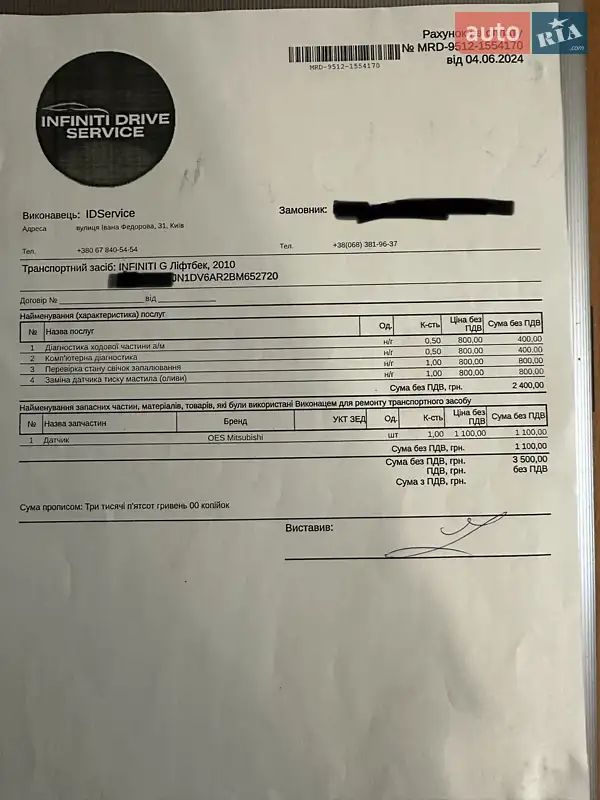 auto RIA .com
№ MRD-9512-1554170
від 04.06.2024
MRD-9512-1554170
INFINITI DRIVE
SERVICE
Виконавець: IDService
Замовник:
Адреса вулиця Івана Федорова, 31, Київ
Тел. +380 67 840-54-54
Тел. +38(068) 381-96-37
Транспортний засіб: INFINITI G Ліфтбек, 2010
JN1DV6AR2BM652720
Договір № від
Найменування (характеристика) послуг
№ Назва послуг Од. К-сть Ціна без ПДВ Сума без ПДВ
1 Діагностика ходової частини а/м н/г 0,50 800,00 400,00
2 Комп'ютерна діагностика н/г 0,50 800,00 400,00
3 Перевірка стану свічок запалювання н/г 1,00 800,00 800,00
4 Заміна датчика тиску мастила (оливи) н/г 1,00 800,00 800,00
Сума без ПДВ, грн. 2 400,00
Найменування запасних частин, матеріалів, товарів, які були використані Виконавцем для ремонту транспортного засобу
№ Назва запчастин Бренд УКТ ЗЕД Од. К-сть Ціна без ПДВ Сума без ПДВ
1 Датчик OES Mitsubishi шт 1,00 1 100,00 1 100,00
Сума без ПДВ, грн. 1 100,00
Сума без ПДВ, грн. 3 500,00
ПДВ, грн. без ПДВ
Сума з ПДВ, грн.
Сума прописом: Три тисячі п'ятсот гривень 00 копійок
Виставив: